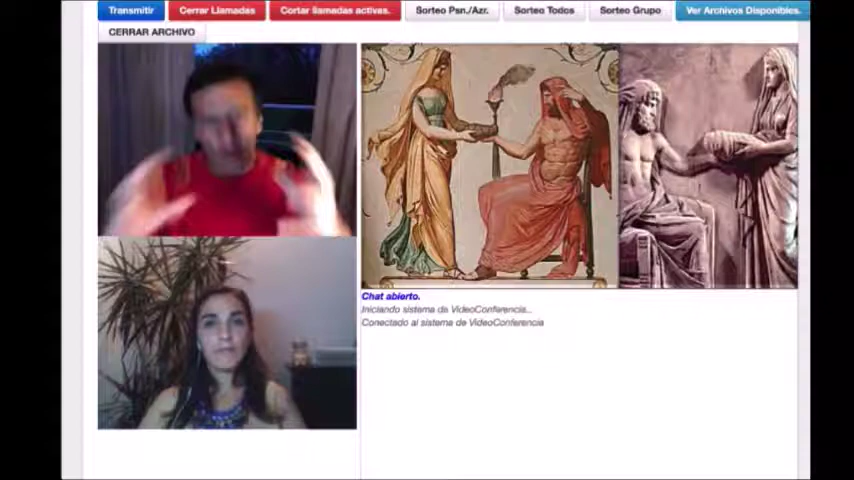 Transmitir
Cerrar Llamadas
Cortar llamadas activas.
Sorteo Psn./Azr.
Sorteo Todos
Sorteo Grupo
Ver Archivos Disponibles.
CERRAR ARCHIVO
Chat abierto.
Iniciando sistema de VideoConferencia...
Conectado al sistema de VideoConferencia